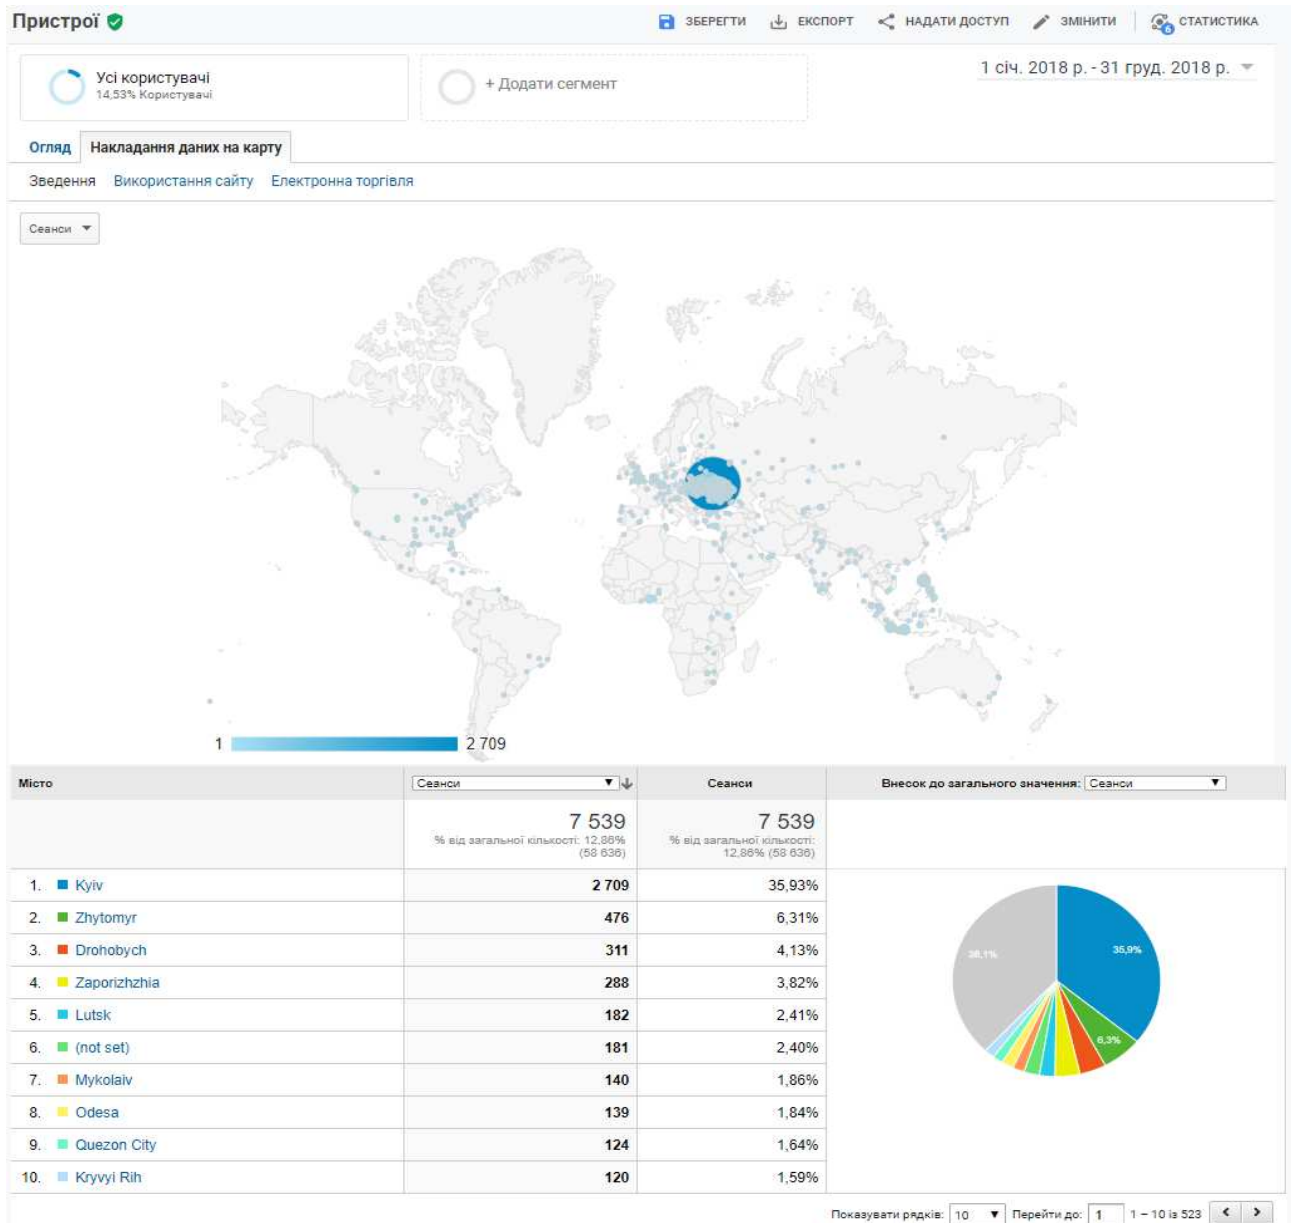 Пристрої
ЗБЕРЕГТИ ЕКСПОРТ НАДАТИ ДОСТУП ЗМІНИТИ 6 СТАТИСТИКА
Усі користувачі
14,53% Користувачі
+ Додати сегмент
1 січ. 2018 р. - 31 груд. 2018 р.
Огляд Накладання даних на карту
Зведення Використання сайту Електронна торгівля
Сеанси
1 2 709
Місто Сеанси Сеанси Внесок до загального значення: Сеанси
7 539 7 539
% від загальної кількості: 12,86% (58 636) % від загальної кількості: 12,86% (58 636)
1. Kyiv 2 709 35,93%
2. Zhytomyr 476 6,31%
3. Drohobych 311 4,13%
4. Zaporizhzhia 288 3,82%
5. Lutsk 182 2,41%
6. (not set) 181 2,40%
7. Mykolaiv 140 1,86%
8. Odesa 139 1,84%
9. Quezon City 124 1,64%
10. Kryvyi Rih 120 1,59%
38,1% 35,9%
6,3%
Показувати рядків: 10 Перейти до: 1 1 – 10 із 523